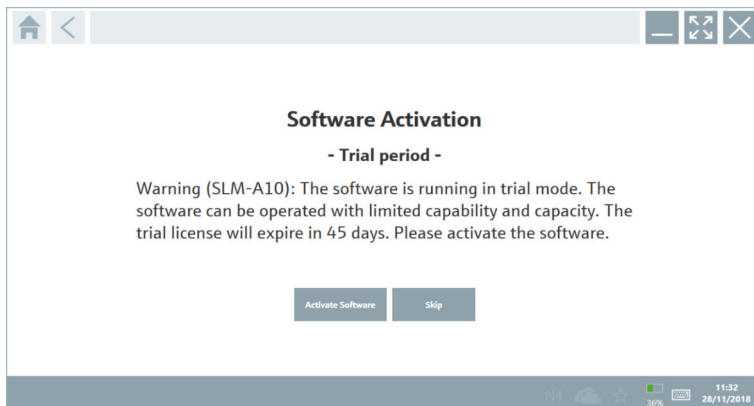 Software Activation
- Trial period -
Warning (SLM-A10): The software is running in trial mode. The
software can be operated with limited capability and capacity. The
trial license will expire in 45 days. Please activate the software.
Activate Software Skip
N4 36% 11:32
28/11/2018